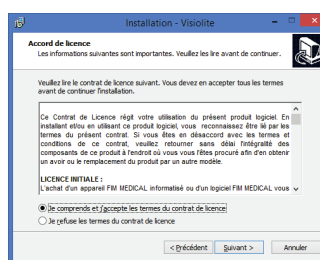 Installation - Visiolite
Accord de licence
Les informations suivantes sont importantes. Veuillez les lire avant de continuer.
Veuillez lire le contrat de licence suivant. Vous devez en accepter tous les termes
avant de continuer l'installation.
Ce Contrat de Licence régit votre utilisation du présent produit logiciel. En
installant et/ou en utilisant ce produit logiciel, vous reconnaissez être lié par les
termes du présent contrat. Si vous êtes en désaccord avec les termes et
conditions de ce contrat, veuillez retourner sans délai l'intégralité des
composants de ce produit à l'endroit où vous vous l'êtes procuré afin d'en obtenir
un avoir ou le remplacement du produit par un autre modèle.
LICENCE INITIALE :
L'achat d'un appareil FIM MEDICAL informatisé ou d'un logiciel FIM MEDICAL vous
Je comprends et j'accepte les termes du contrat de licence
Je refuse les termes du contrat de licence
< Précédent
Suivant >
Annuler